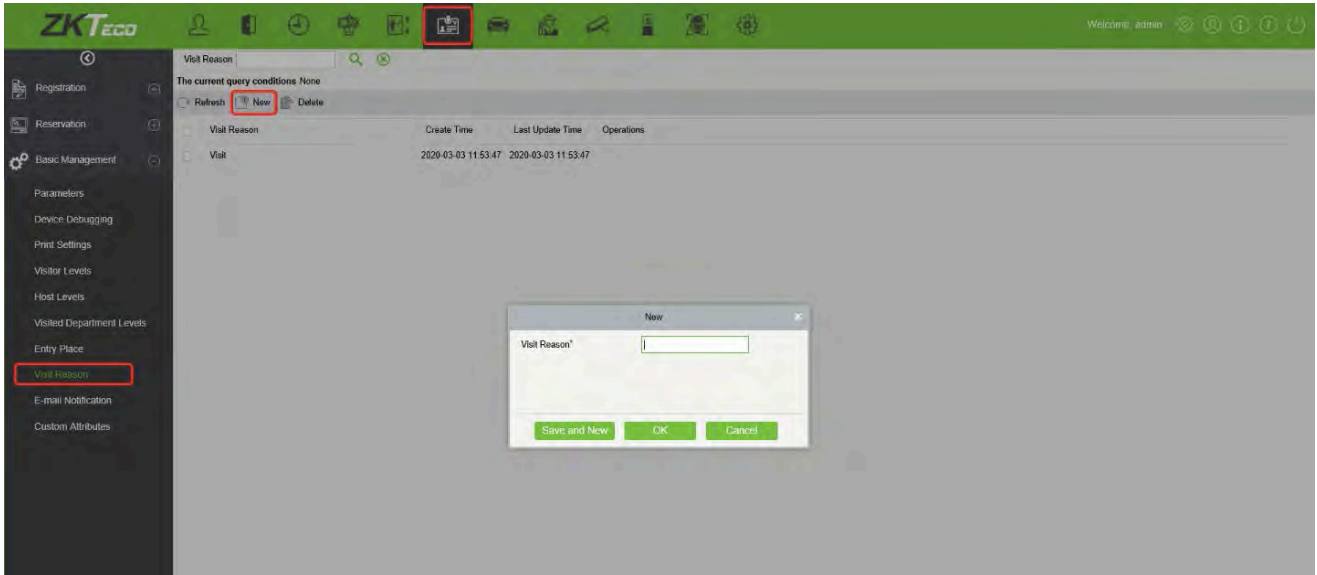 ZKTECO
Welcome, admin
Visit Reason
The current query conditions None
Refresh New Delete
Visit Reason Create Time Last Update Time Operations
Visit 2020-03-03 11:53:47 2020-03-03 11:53:47
Registration
Reservation
Basic Management
Parameters
Device Debugging
Print Settings
Visitor Levels
Host Levels
Visited Department Levels
Entry Place
Visit Reason
E-mail Notification
Custom Attributes
New
Visit Reason*
Save and New OK Cancel